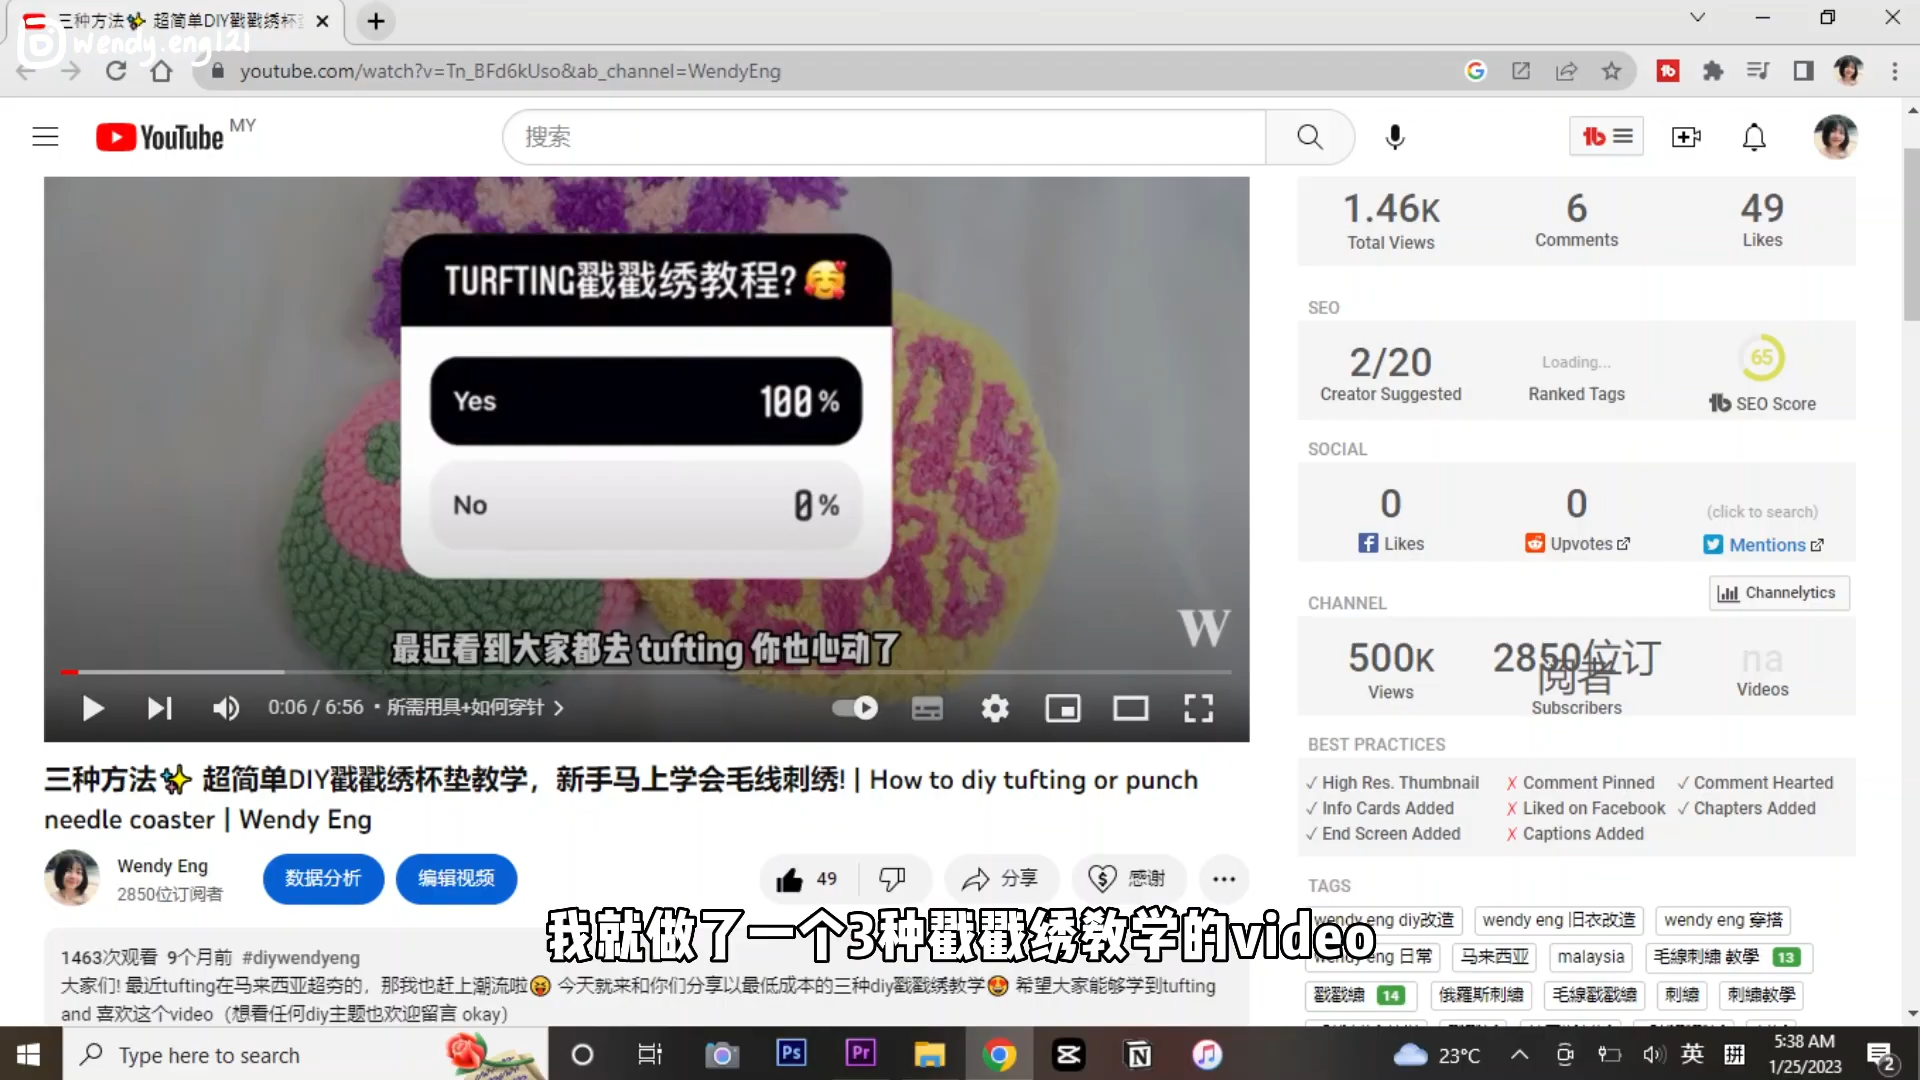 三种方法✨ 超简单DIY戳戳绣杯
wendy.eng121
youtube.com/watch?v=Tn_BFd6kUso&ab_channel=WendyEng
YouTube MY
搜索
TURFTING戳戳绣教程?🥰
Yes 100%
No 0%
最近看到大家都去 tufting 你也心动了
W
0:06 / 6:56 • 所需用具+如何穿针
三种方法✨ 超简单DIY戳戳绣杯垫教学，新手马上学会毛线刺绣! | How to diy tufting or punch
needle coaster | Wendy Eng
Wendy Eng
2850位订阅者
数据分析
编辑视频
49
分享
感谢
我就做了一个3种戳戳绣教学的video
1463次观看 9个月前 #diywendyeng
大家们! 最近tufting在马来西亚超夯的，那我也赶上潮流啦😝 今天就来和你们分享以最低成本的三种diy戳戳绣教学😍 希望大家能够学到tufting
and 喜欢这个video（想看任何diy主题也欢迎留言 okay)
1.46K 6 49
Total Views Comments Likes
SEO
2/20 Loading... 65
Creator Suggested Ranked Tags SEO Score
SOCIAL
0 0 (click to search)
Likes Upvotes Mentions
CHANNEL Channelytics
500K 2850位订阅者 na
Views Subscribers Videos
BEST PRACTICES
✓ High Res. Thumbnail ✗ Comment Pinned ✓ Comment Hearted
✓ Info Cards Added ✗ Liked on Facebook ✓ Chapters Added
✓ End Screen Added ✗ Captions Added
TAGS
wendy eng diy改造 wendy eng 旧衣改造 wendy eng 穿搭
wendy eng 日常 马来西亚 malaysia 毛線刺繡 教學 13
戳戳繡 14 俄羅斯刺繡 毛線戳戳繡 刺繡 刺繡教學
Type here to search
Ps
Pr
23°C
英
拼
5:38 AM
1/25/2023
2